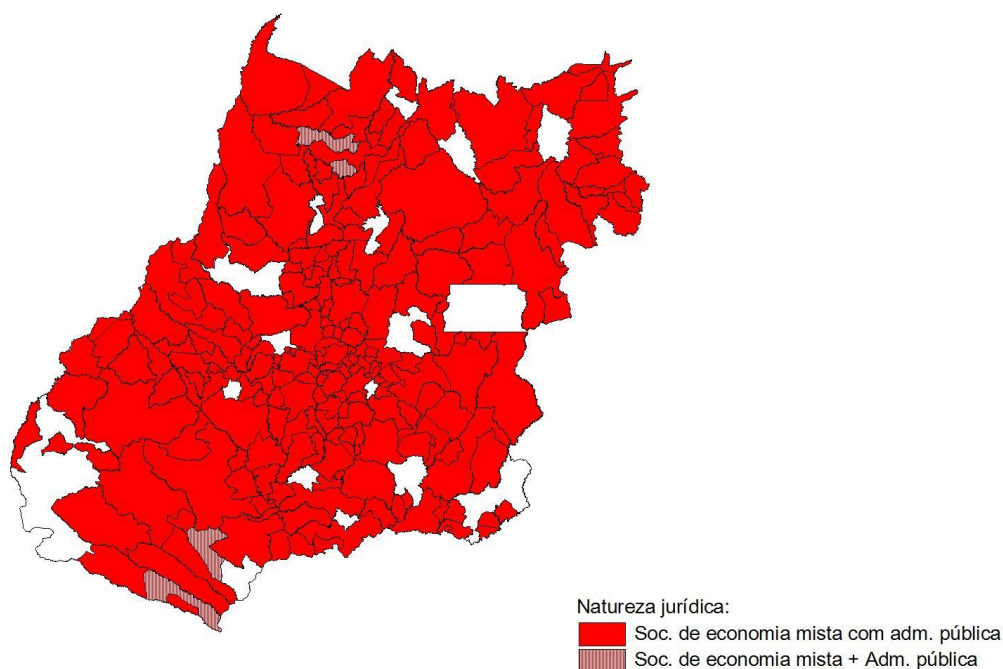 Natureza jurídica:
Soc. de economia mista com adm. pública
Soc. de economia mista + Adm. pública